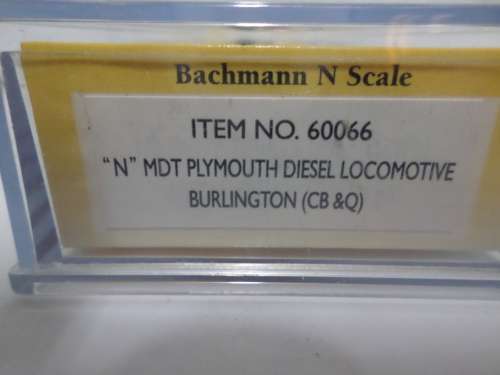 Bachmann N Scale
ITEM NO. 60066
"N" MDT PLYMOUTH DIESEL LOCOMOTIVE
BURLINGTON (CB &Q)